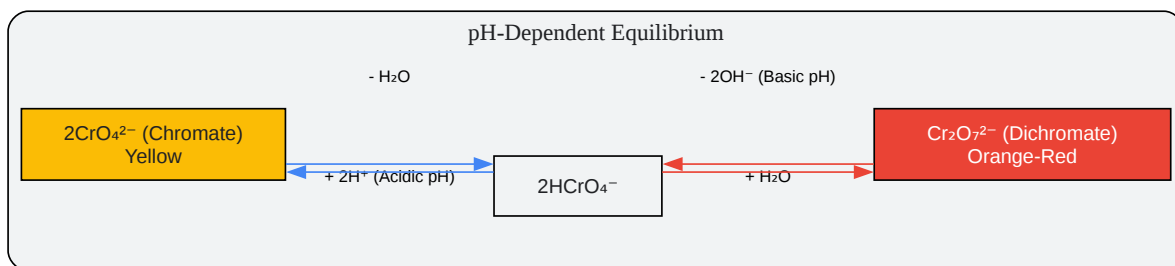 pH-Dependent Equilibrium
- H₂O
- 2OH⁻ (Basic pH)
2CrO₄²⁻ (Chromate)
Yellow
+ 2H⁺ (Acidic pH)
2HCrO₄⁻
+ H₂O
Cr₂O₇²⁻ (Dichromate)
Orange-Red